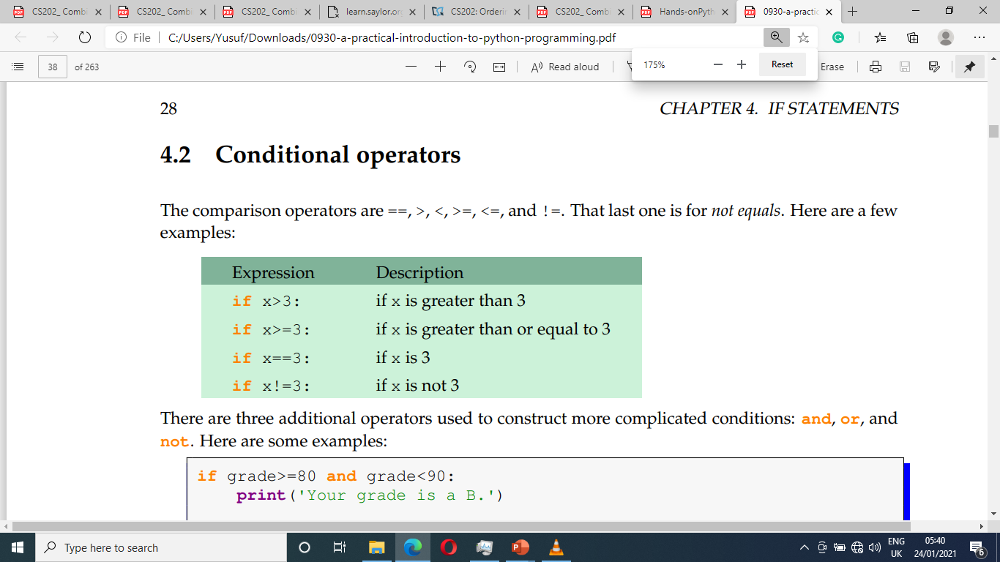 CS202_ Combi
CS202_ Combi
CS202_ Combi
learn.saylor.or
CS202: Orderi
CS202_ Combi
Hands-onPyth
0930-a-practic
File
C:/Users/Yusuf/Downloads/0930-a-practical-introduction-to-python-programming.pdf
38 of 263
Read aloud
Erase
175%
Reset
28 CHAPTER 4. IF STATEMENTS
4.2 Conditional operators
The comparison operators are ==, >, <, >=, <=, and !=. That last one is for not equals. Here are a few
examples:
Expression Description
if x>3: if x is greater than 3
if x>=3: if x is greater than or equal to 3
if x==3: if x is 3
if x!=3: if x is not 3
There are three additional operators used to construct more complicated conditions: and, or, and
not. Here are some examples:
if grade>=80 and grade<90:
    print('Your grade is a B.')
Type here to search
ENG
UK
05:40
24/01/2021
6